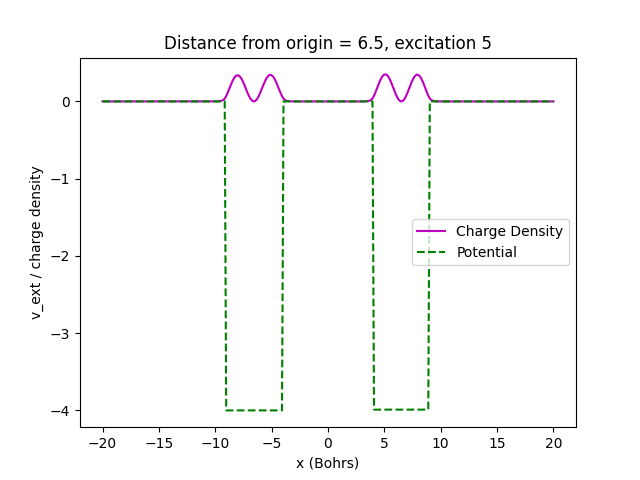 Distance from origin = 6.5, excitation 5
v_ext / charge density
0
−1
−2
−3
−4
Charge Density
Potential
−20 −15 −10 −5 0 5 10 15 20
x (Bohrs)